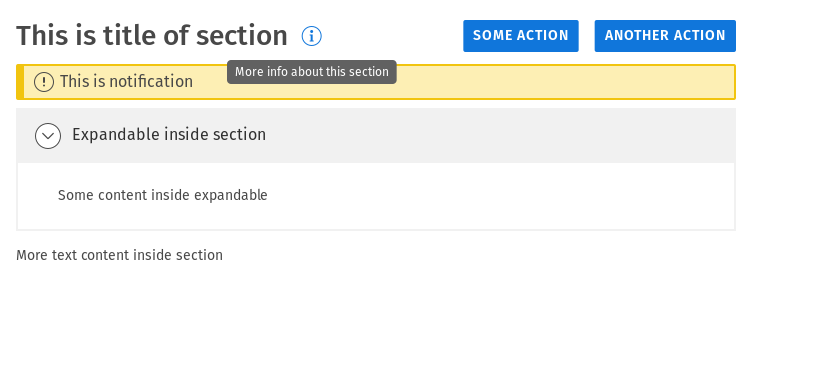 This is title of section
SOME ACTION
ANOTHER ACTION
More info about this section
This is notification
Expandable inside section
Some content inside expandable
More text content inside section